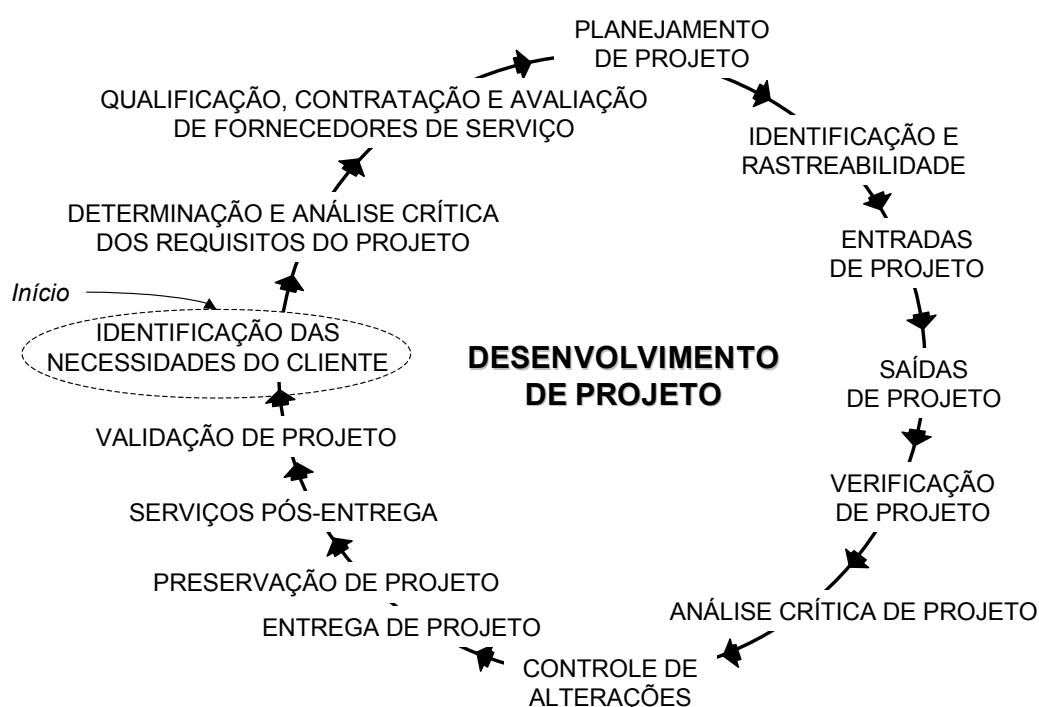 PLANEJAMENTO
DE PROJETO
QUALIFICAÇÃO, CONTRATAÇÃO E AVALIAÇÃO
DE FORNECEDORES DE SERVIÇO
IDENTIFICAÇÃO E
RASTREABILIDADE
DETERMINAÇÃO E ANÁLISE CRÍTICA
DOS REQUISITOS DO PROJETO
ENTRADAS
DE PROJETO
Início
IDENTIFICAÇÃO DAS
NECESSIDADES DO CLIENTE
DESENVOLVIMENTO
DE PROJETO
SAÍDAS
DE PROJETO
VALIDAÇÃO DE PROJETO
VERIFICAÇÃO
DE PROJETO
SERVIÇOS PÓS-ENTREGA
PRESERVAÇÃO DE PROJETO
ANÁLISE CRÍTICA DE PROJETO
ENTREGA DE PROJETO
CONTROLE DE
ALTERAÇÕES